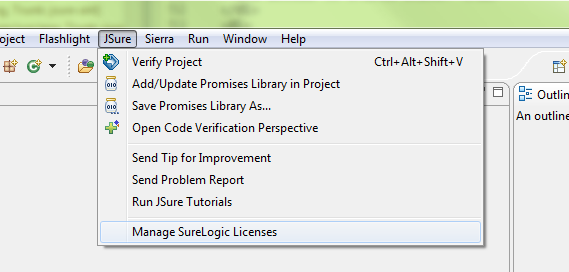 oject Flashlight JSure Sierra Run Window Help
Verify Project Ctrl+Alt+Shift+V
Add/Update Promises Library in Project
Save Promises Library As...
Open Code Verification Perspective
Send Tip for Improvement
Send Problem Report
Run JSure Tutorials
Manage SureLogic Licenses
Outlin
An outline